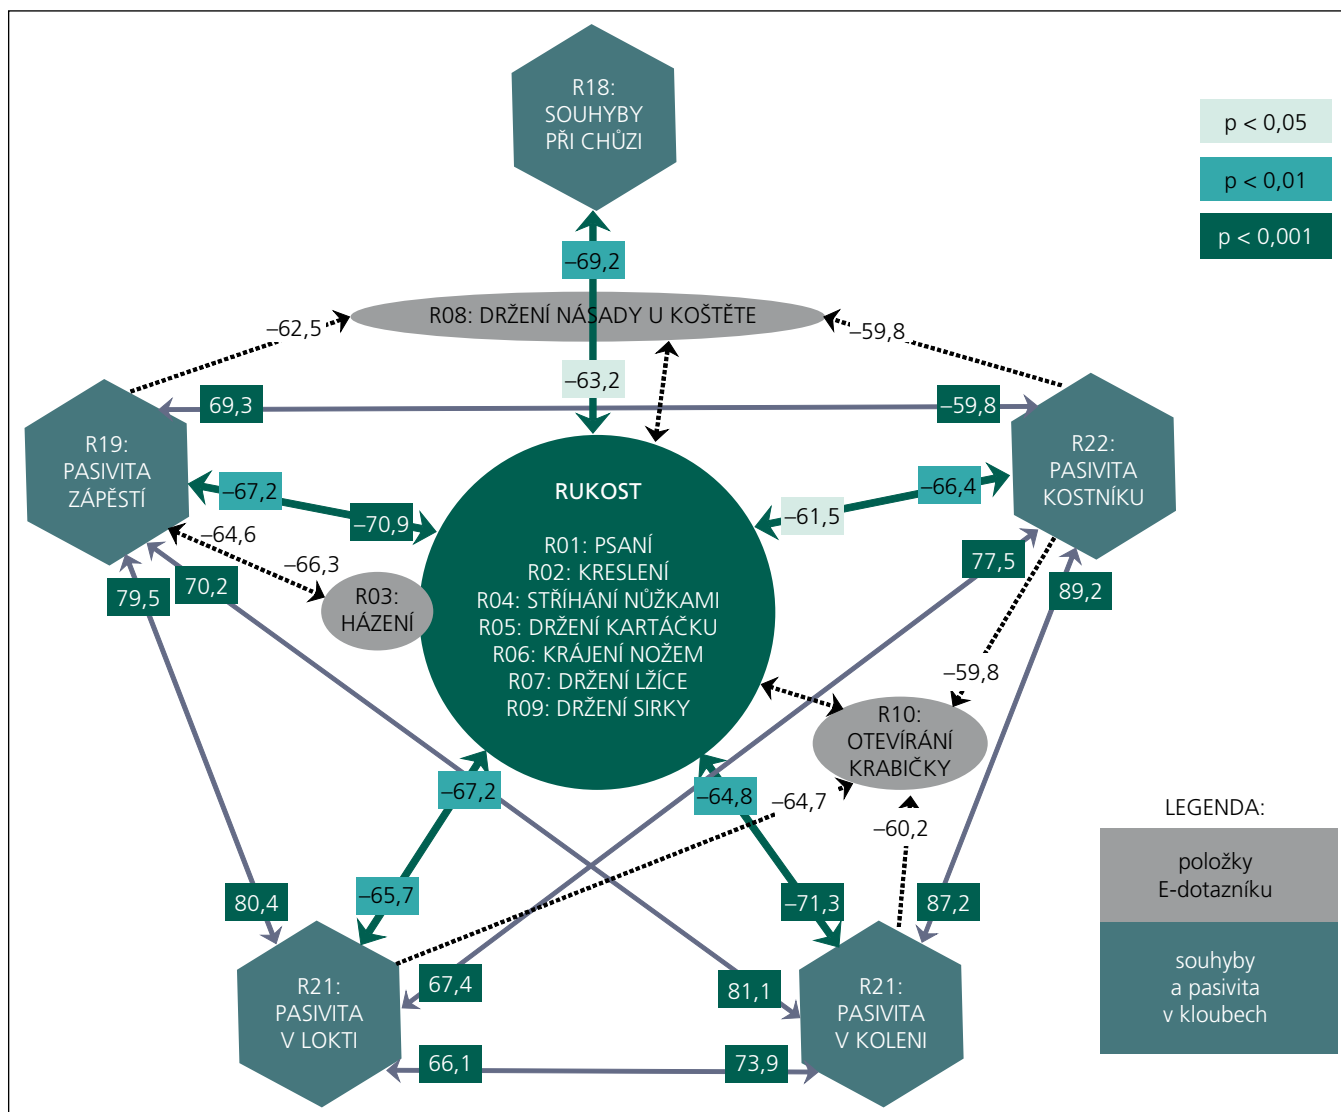 R18:
SOUHYBY
PŘI CHŮZI
p < 0,05
p < 0,01
p < 0,001
–69,2
R08: DRŽENÍ NÁSADY U KOŠTĚTE
–62,5
–59,8
–63,2
69,3
–59,8
R19:
PASIVITA
ZÁPĚSTÍ
R22:
PASIVITA
KOSTNÍKU
–67,2
–70,9
–61,5
–66,4
RUKOST
R01: PSANÍ
R02: KRESLENÍ
R04: STŘÍHÁNÍ NŮŽKAMI
R05: DRŽENÍ KARTÁČKU
R06: KRÁJENÍ NOŽEM
R07: DRŽENÍ LŽÍCE
R09: DRŽENÍ SIRKY
–64,6
–66,3
R03:
HÁZENÍ
79,5
70,2
77,5
89,2
–59,8
R10:
OTEVÍRÁNÍ
KRABIČKY
–67,2
–64,8
–64,7
–60,2
–65,7
–71,3
80,4
87,2
LEGENDA:
položky
E-dotazníku
souhyby
a pasivita
v kloubech
R21:
PASIVITA
V LOKTI
67,4
81,1
R21:
PASIVITA
V KOLENI
66,1
73,9